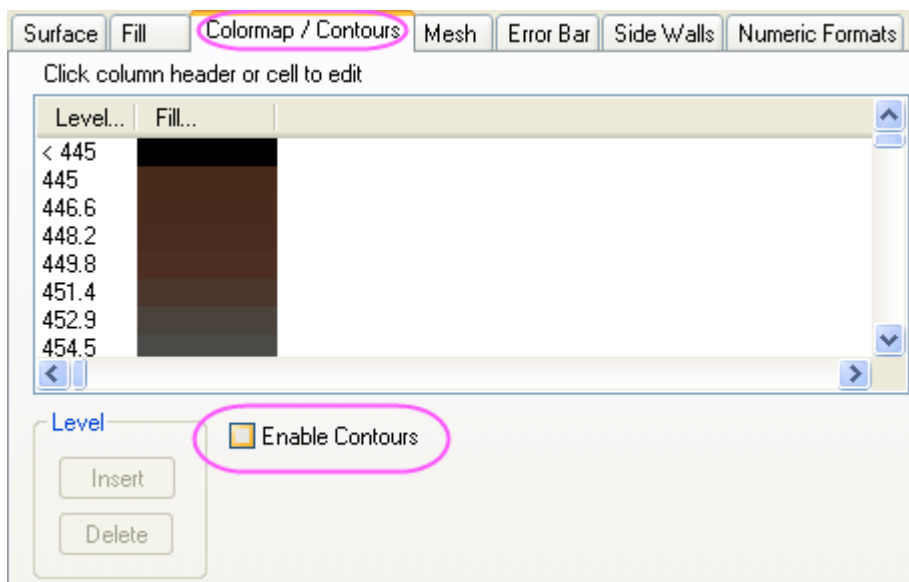 Surface Fill Colormap / Contours Mesh Error Bar Side Walls Numeric Formats
Click column header or cell to edit
Level... Fill...
< 445
445
446.6
448.2
449.8
451.4
452.9
454.5
Level
Enable Contours
Insert
Delete